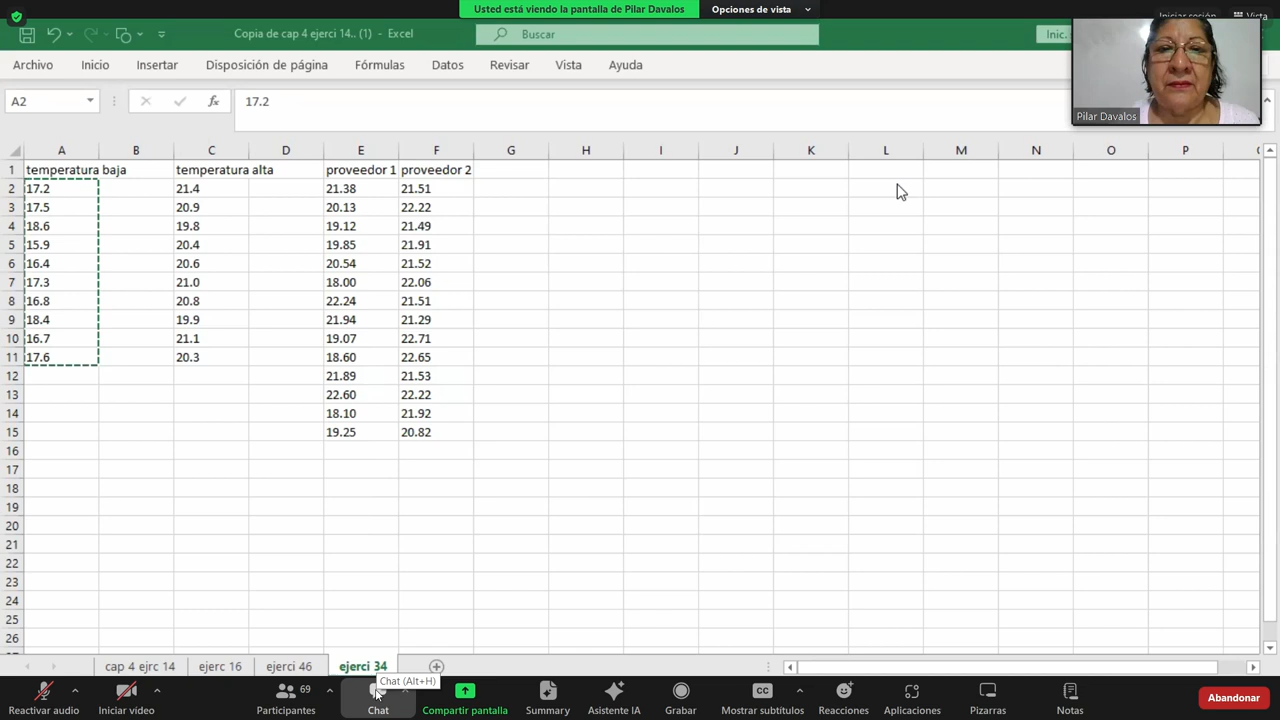 Usted está viendo la pantalla de Pilar Davalos
Opciones de vista
Iniciar sesión
Vista
Copia de cap 4 ejerci 14.. (1) - Excel
Buscar
Inic. s
Archivo Inicio Insertar Disposición de página Fórmulas Datos Revisar Vista Ayuda
A2 fx 17.2
Pilar Davalos
A B C D E F G H I J K L M N O P
1 temperatura baja temperatura alta proveedor 1 proveedor 2
2 17.2 21.4 21.38 21.51
3 17.5 20.9 20.13 22.22
4 18.6 19.8 19.12 21.49
5 15.9 20.4 19.85 21.91
6 16.4 20.6 20.54 21.52
7 17.3 21.0 18.00 22.06
8 16.8 20.8 22.24 21.51
9 18.4 19.9 21.94 21.29
10 16.7 21.1 19.07 22.71
11 17.6 20.3 18.60 22.65
12 21.89 21.53
13 22.60 22.22
14 18.10 21.92
15 19.25 20.82
16
17
18
19
20
21
22
23
24
25
26
cap 4 ejrc 14 ejerc 16 ejerci 46 ejerci 34
Chat (Alt+H)
69
CC
Reactivar audio Iniciar video Participantes Chat Compartir pantalla Summary Asistente IA Grabar Mostrar subtítulos Reacciones Aplicaciones Pizarras Notas Abandonar